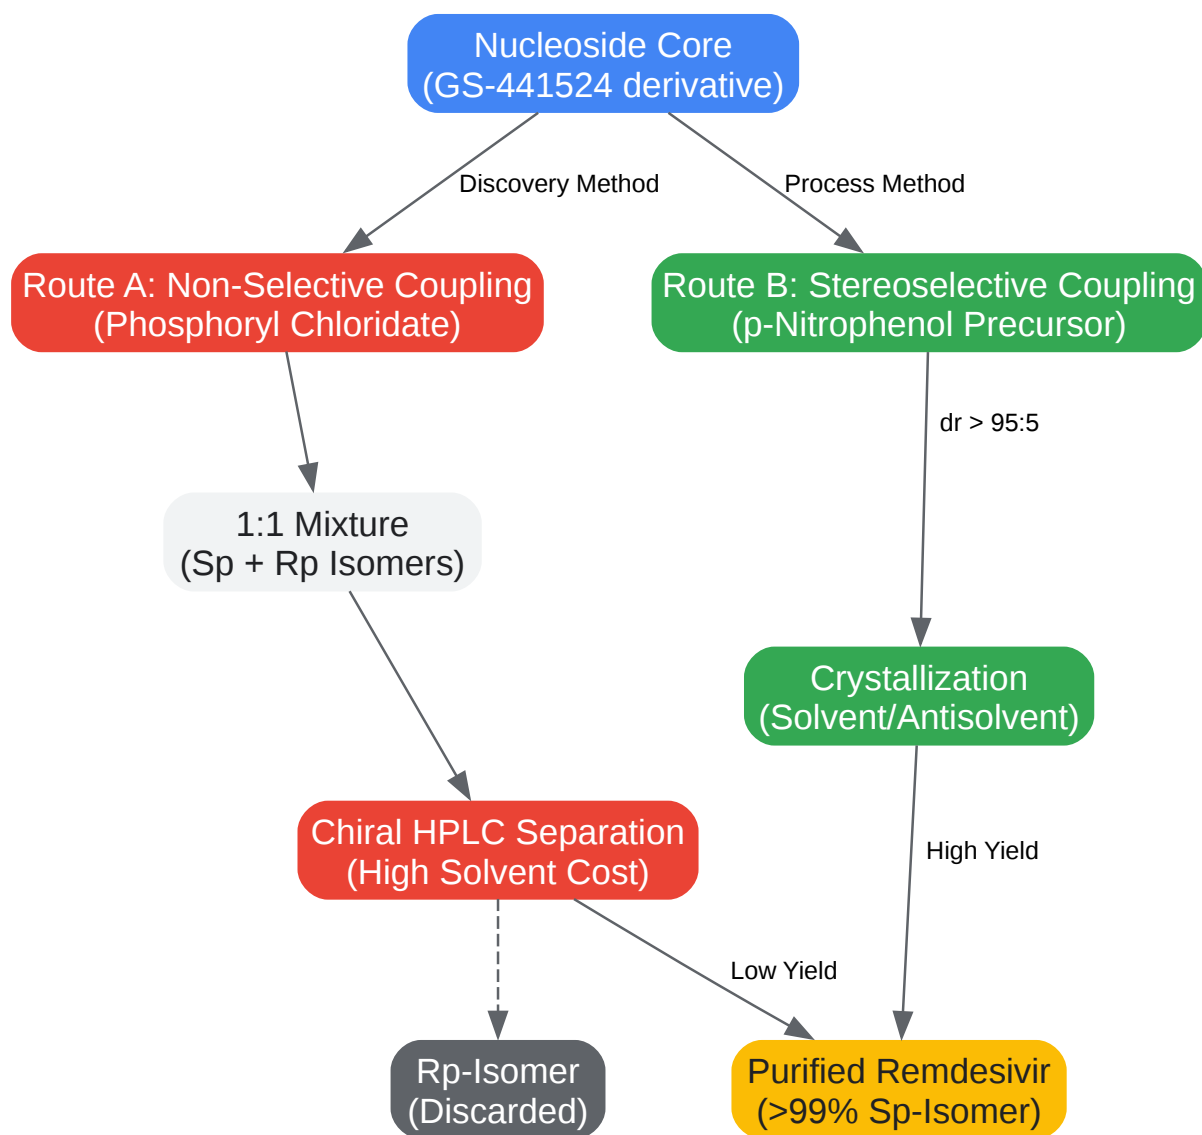 Nucleoside Core
(GS-441524 derivative)
Discovery Method
Process Method
Route A: Non-Selective Coupling
(Phosphoryl Chloridate)
Route B: Stereoselective Coupling
(p-Nitrophenol Precursor)
dr > 95:5
1:1 Mixture
(Sp + Rp Isomers)
Crystallization
(Solvent/Antisolvent)
Chiral HPLC Separation
(High Solvent Cost)
High Yield
Low Yield
Rp-Isomer
(Discarded)
Purified Remdesivir
(>99% Sp-Isomer)